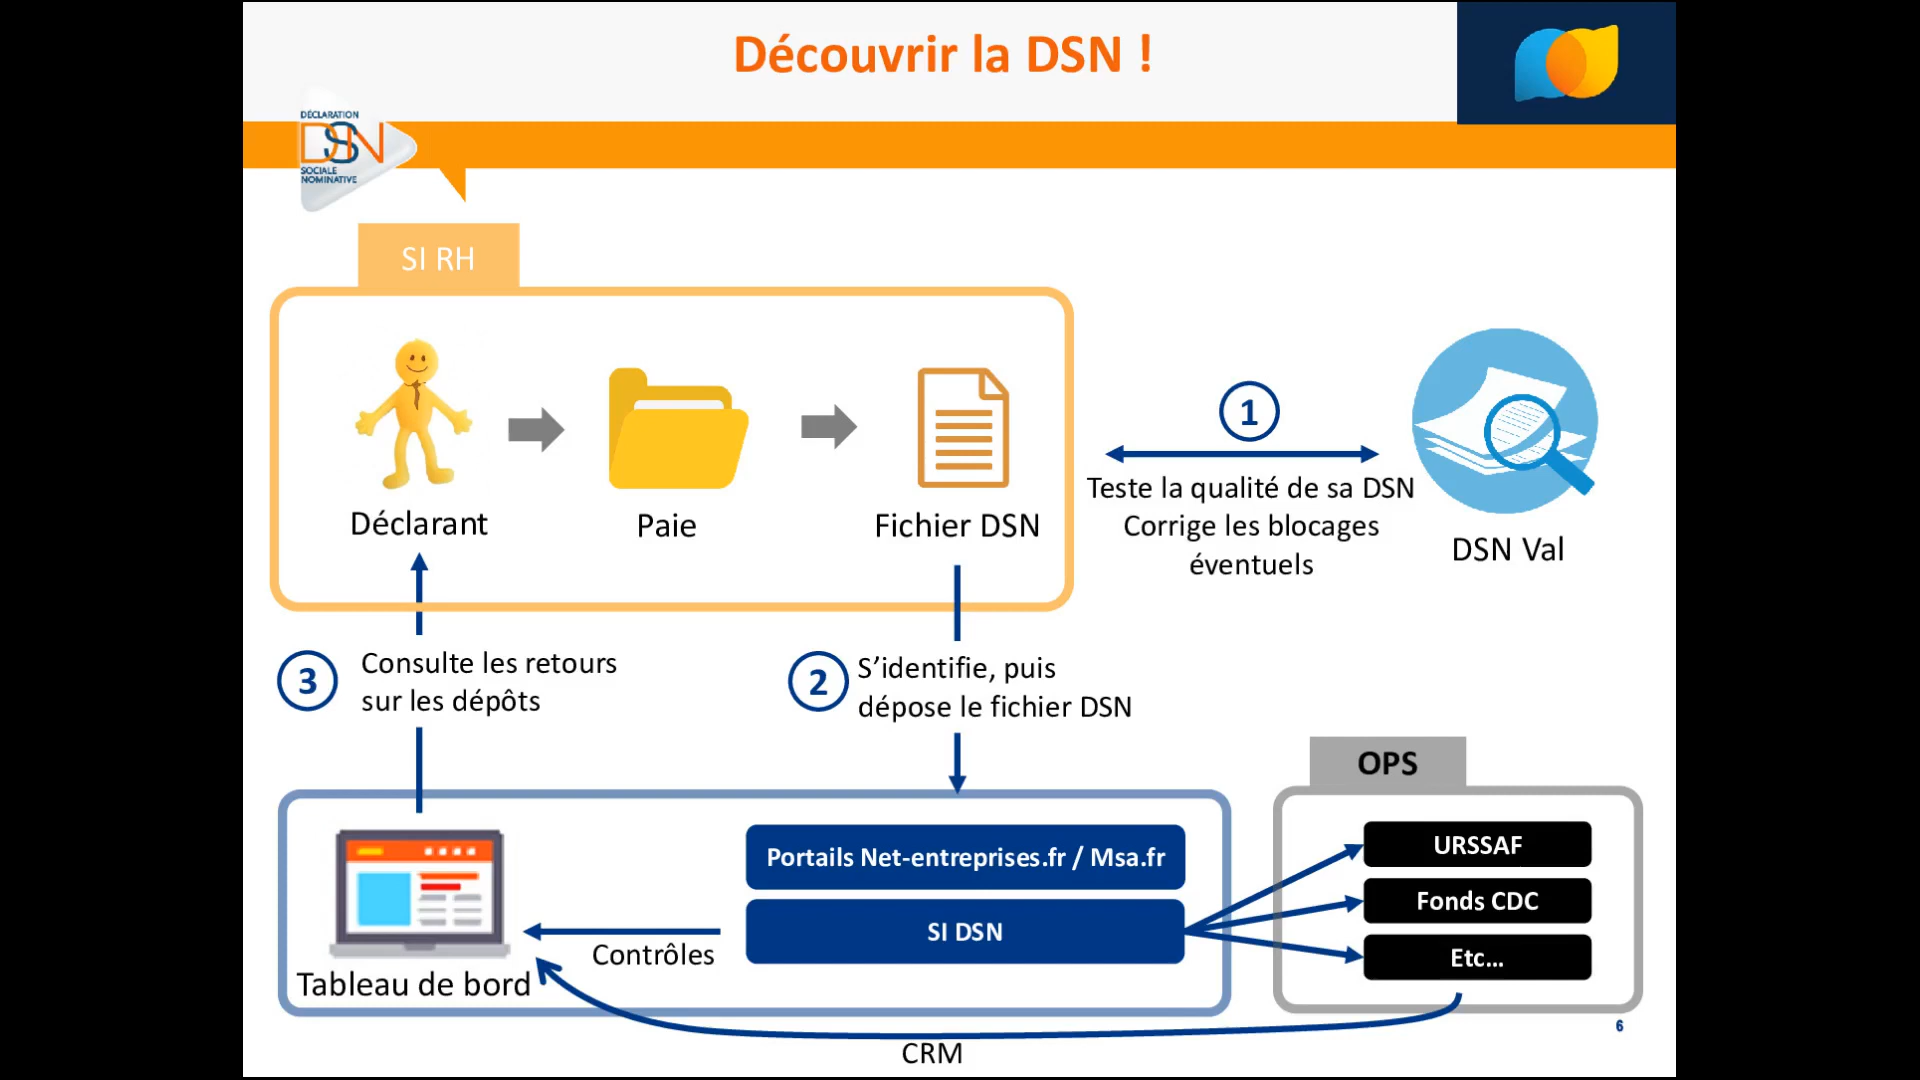 Découvrir la DSN !
DÉCLARATION
DSN
SOCIALE
NOMINATIVE
SI RH
Déclarant
Paie
Fichier DSN
1
Teste la qualité de sa DSN
Corrige les blocages
éventuels
DSN Val
3
Consulte les retours
sur les dépôts
2
S’identifie, puis
dépose le fichier DSN
OPS
Portails Net-entreprises.fr / Msa.fr
SI DSN
URSSAF
Fonds CDC
Etc...
Contrôles
Tableau de bord
CRM
6